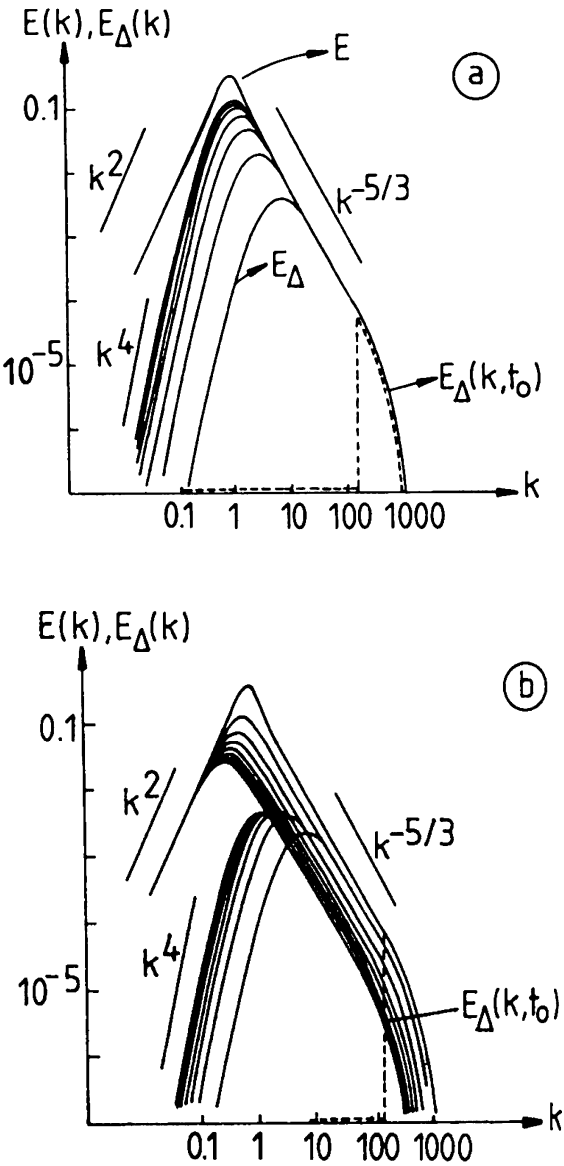 E(k), E_Δ(k)
E
a
0.1
k^2
k^-5/3
E_Δ
k^4
10^-5
E_Δ(k,t_o)
k
0.1 1 10 100 1000
E(k), E_Δ(k)
b
0.1
k^2
k^-5/3
k^4
10^-5
E_Δ(k,t_o)
k
0.1 1 10 100 1000